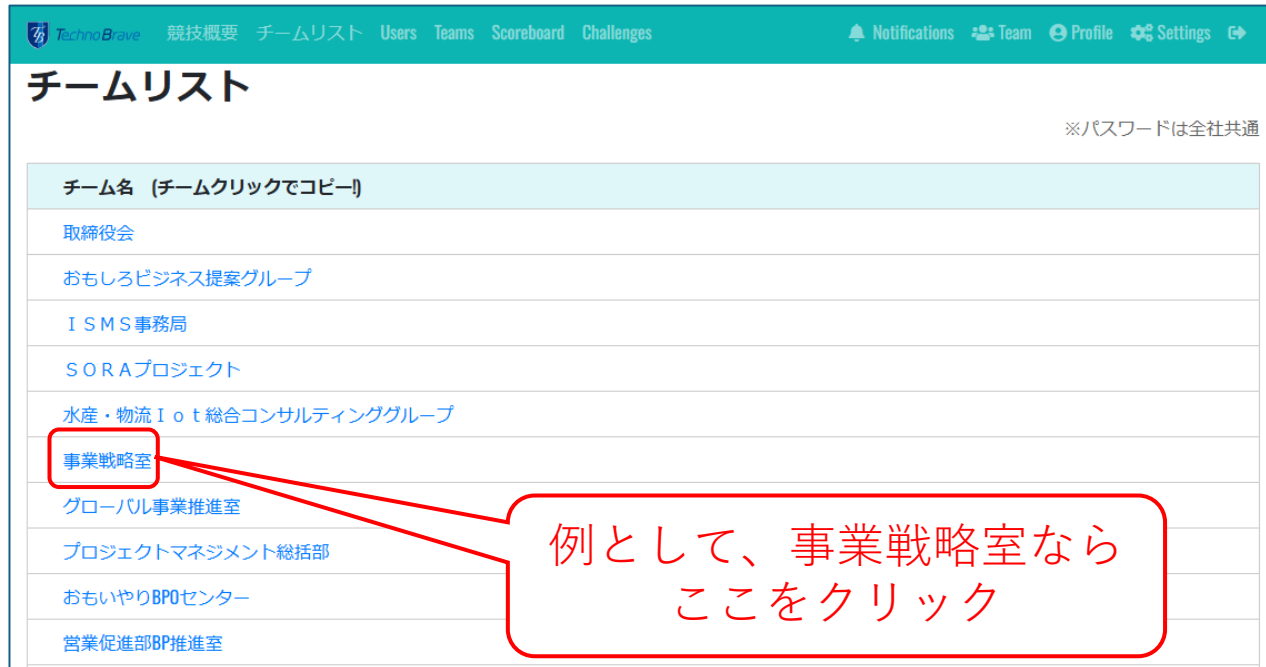 TB TechnoBrave 競技概要 チームリスト Users Teams Scoreboard Challenges Notifications Team Profile Settings
チームリスト
※パスワードは全社共通
チーム名 (チームクリックでコピー!)
取締役会
おもしろビジネス提案グループ
ＩＳＭＳ事務局
ＳＯＲＡプロジェクト
水産・物流Ｉｏｔ総合コンサルティンググループ
事業戦略室
グローバル事業推進室
プロジェクトマネジメント総括部
おもいやりBPOセンター
営業促進部BP推進室
例として、事業戦略室なら
ここをクリック